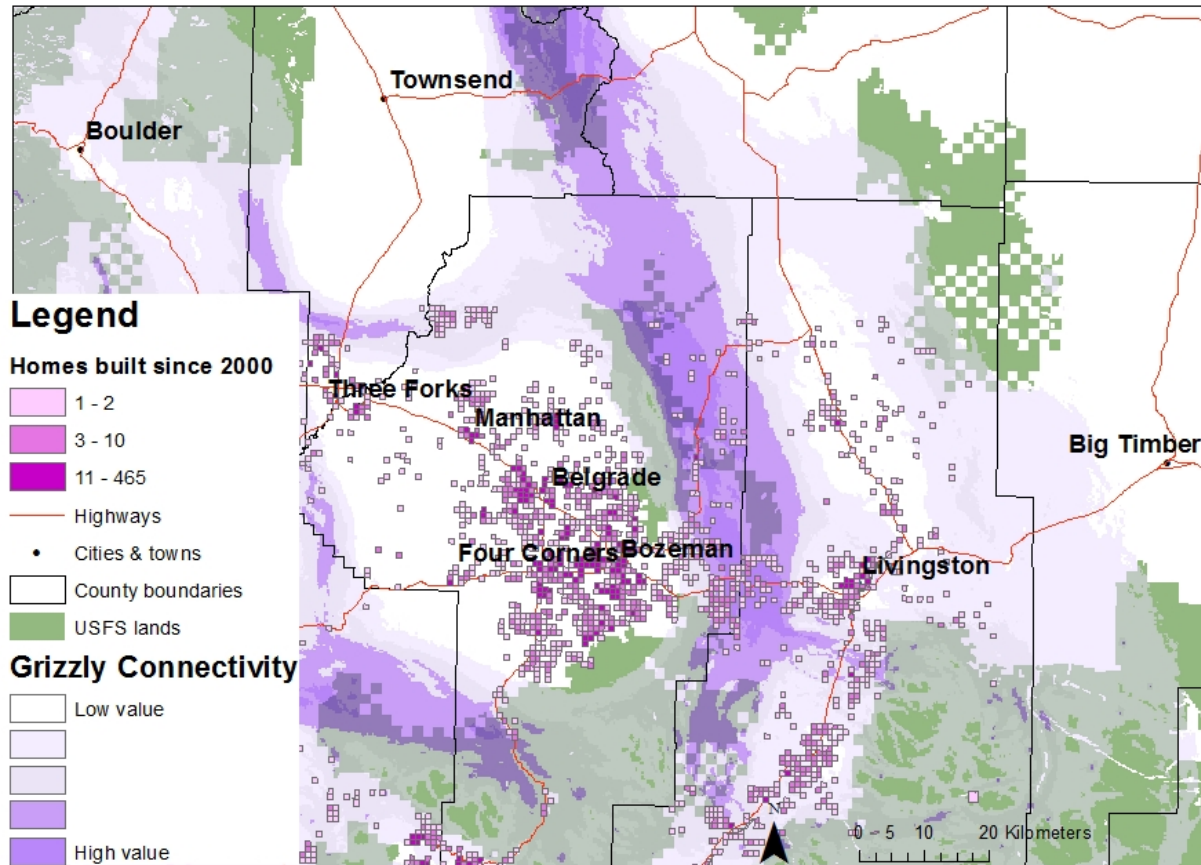 Townsend
Boulder
Legend
Homes built since 2000
1 - 2
3 - 10
11 - 465
Highways
Cities & towns
County boundaries
USFS lands
Grizzly Connectivity
Low value
High value
Three Forks
Manhattan
Belgrade
Big Timber
Four Corners
Bozeman
Livingston
N
0 5 10 20 Kilometers